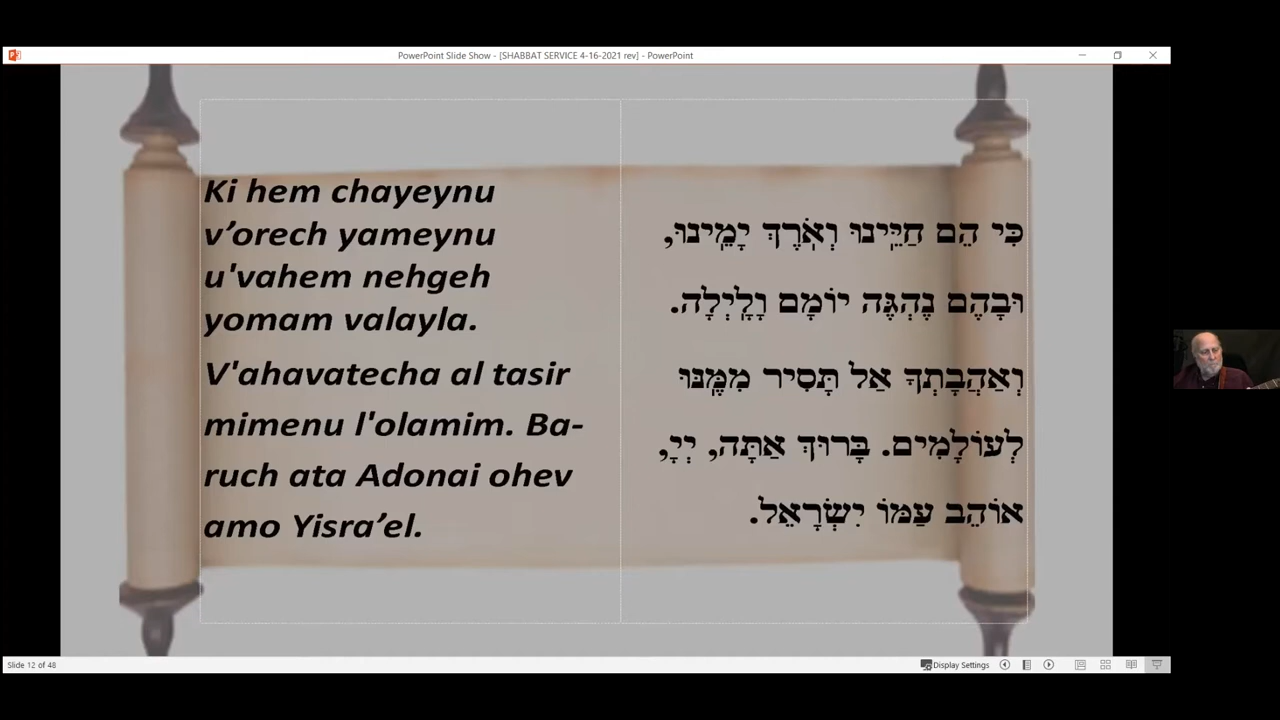 PowerPoint Slide Show - [SHABBAT SERVICE 4-16-2021 rev] - PowerPoint
Ki hem chayeynu
v’orech yameynu
u'vahem nehgeh
yomam valayla.
V'ahavatecha al tasir
mimenu l'olamim. Ba-
ruch ata Adonai ohev
amo Yisra’el.
כִּי הֵם חַיֵּינוּ וְאֹרֶךְ יָמֵינוּ,
וּבָהֶם נֶהְגֶּה יוֹמָם וָלָיְלָה.
וְאַהֲבָתְךָ אַל תָּסִיר מִמֶּנּוּ
לְעוֹלָמִים. בָּרוּךְ אַתָּה, יְיָ,
אוֹהֵב עַמּוֹ יִשְׂרָאֵל.
Slide 12 of 48
Display Settings